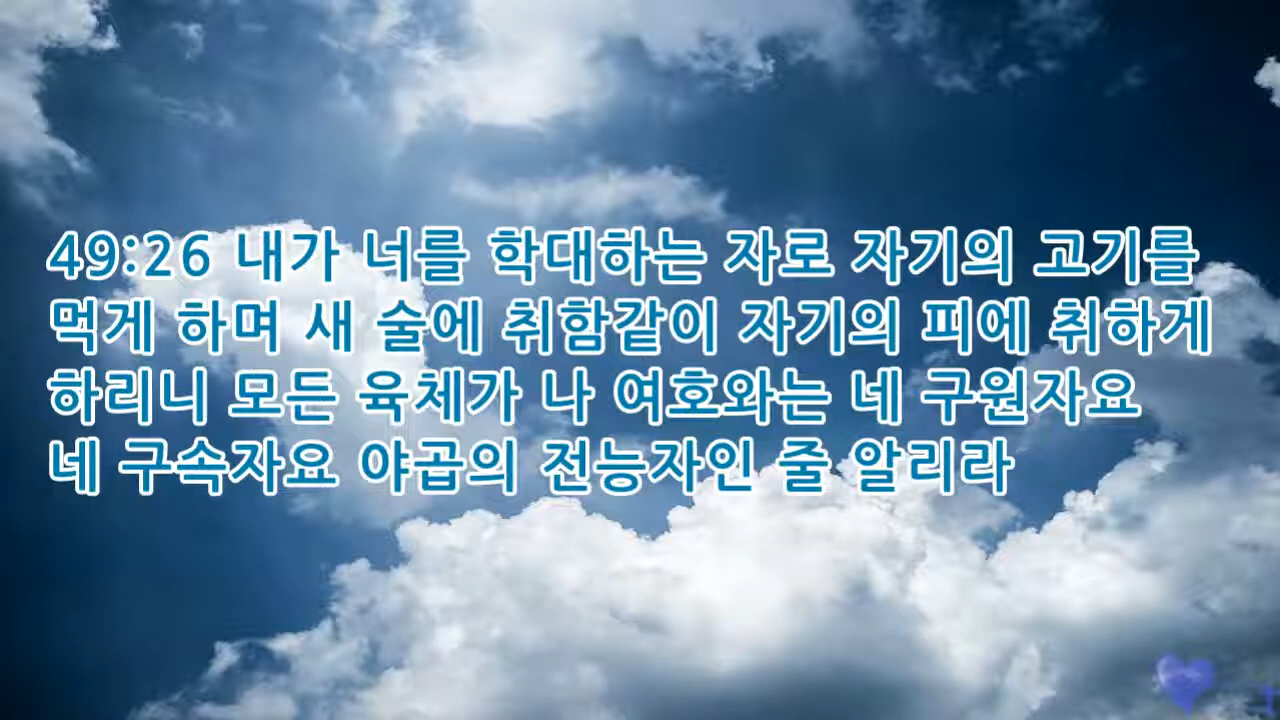 49:26 내가 너를 학대하는 자로 자기의 고기를
먹게 하며 새 술에 취함같이 자기의 피에 취하게
하리니 모든 육체가 나 여호와는 네 구원자요
네 구속자요 야곱의 전능자인 줄 알리라